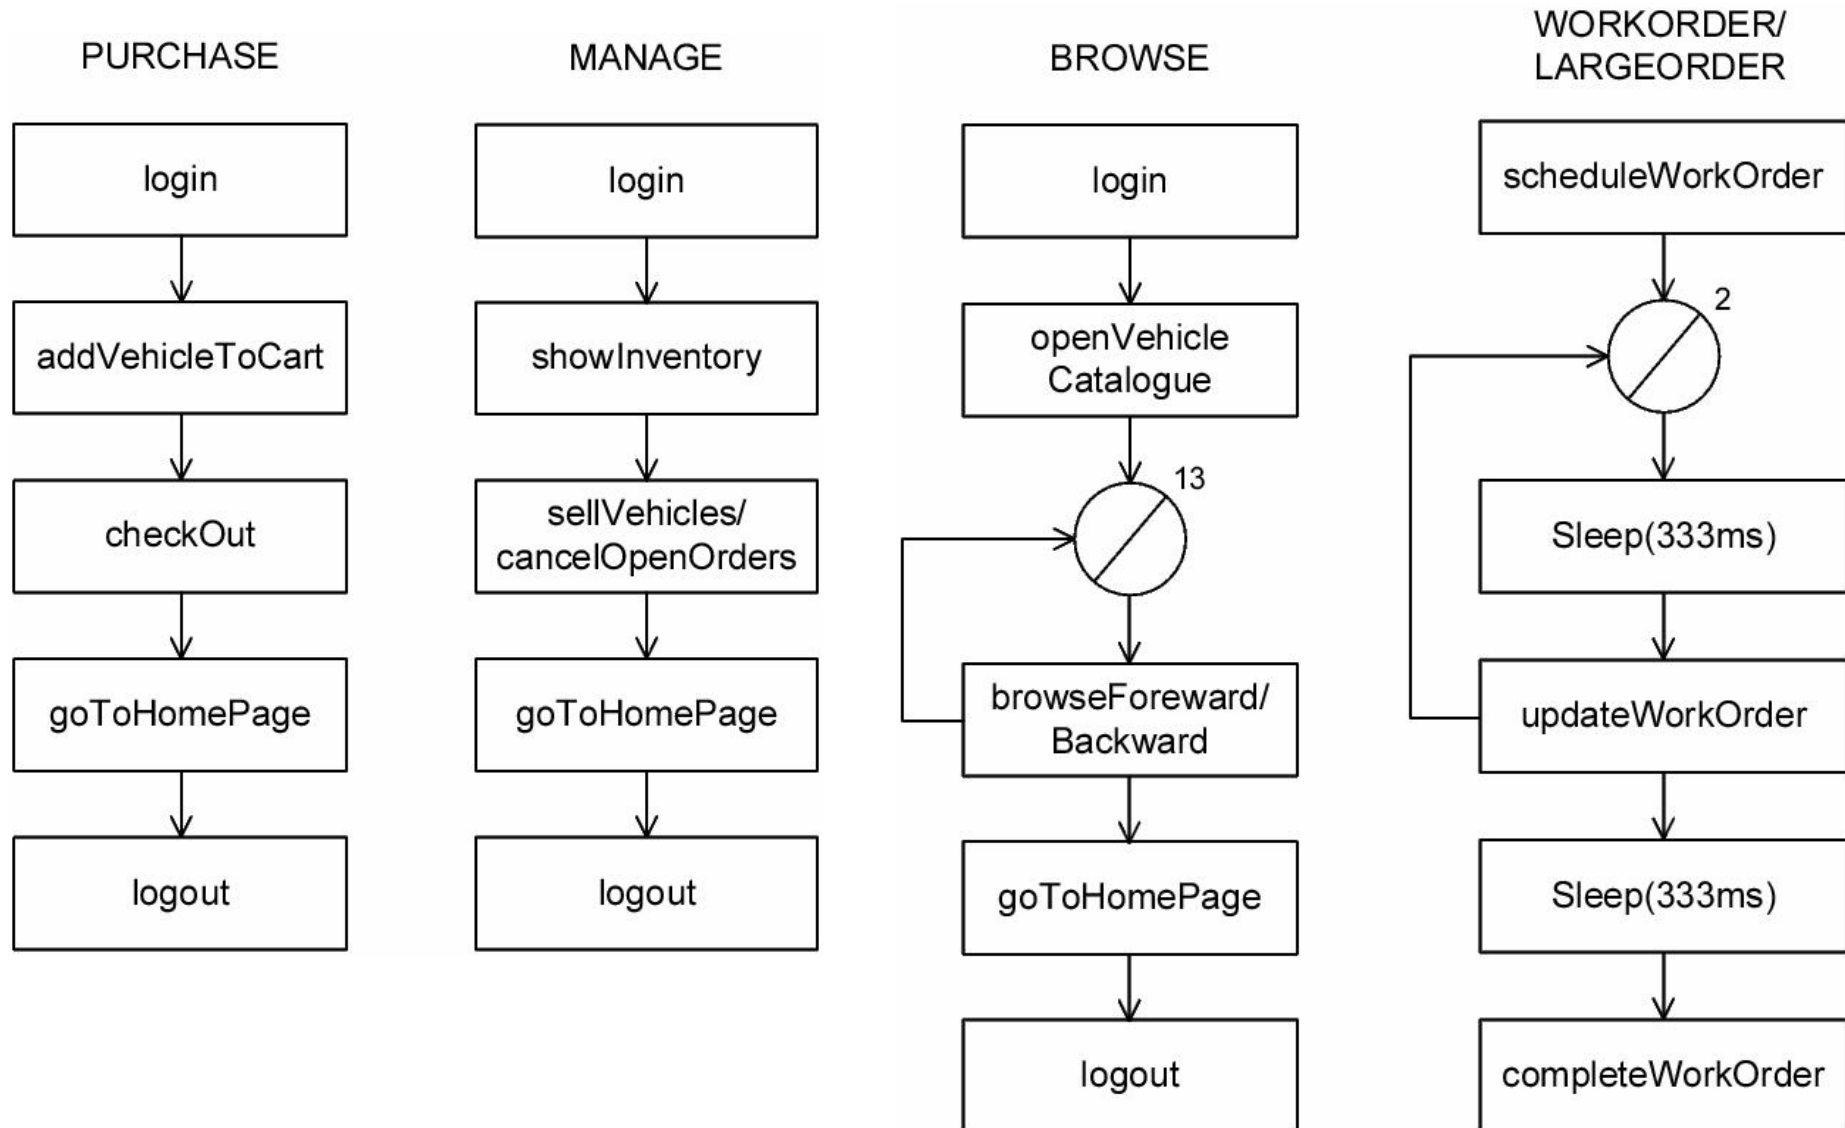 PURCHASE
login
addVehicleToCart
checkOut
goToHomePage
logout
MANAGE
login
showInventory
sellVehicles/
cancelOpenOrders
goToHomePage
logout
BROWSE
login
openVehicle
Catalogue
13
browseForeward/
Backward
goToHomePage
logout
WORKORDER/
LARGEORDER
scheduleWorkOrder
2
Sleep(333ms)
updateWorkOrder
Sleep(333ms)
completeWorkOrder